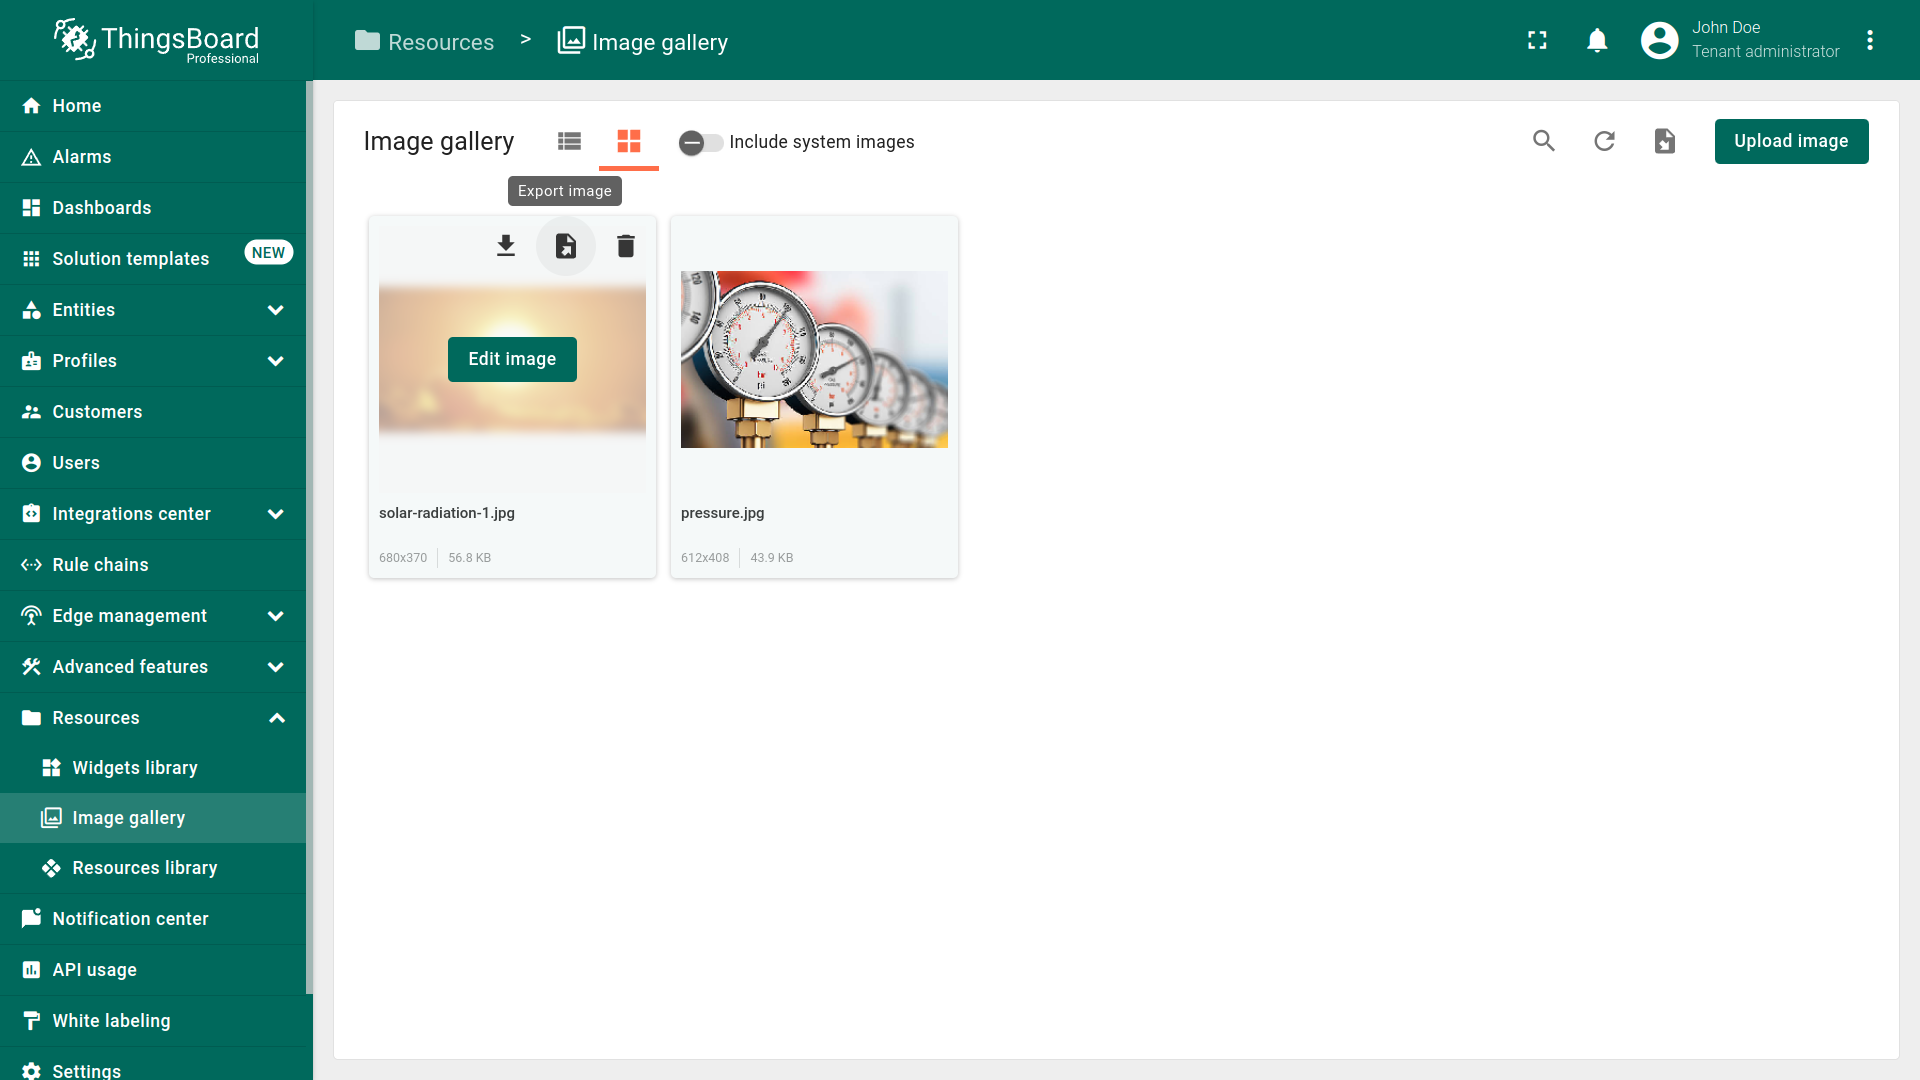 ThingsBoard
Professional
Resources > Image gallery
John Doe
Tenant administrator
Home
Alarms
Dashboards
Solution templates NEW
Entities
Profiles
Customers
Users
Integrations center
Rule chains
Edge management
Advanced features
Resources
Widgets library
Image gallery
Resources library
Notification center
API usage
White labeling
Settings
Image gallery
Include system images
Upload image
Export image
Edit image
solar-radiation-1.jpg
680x370 56.8 KB
pressure.jpg
612x408 43.9 KB